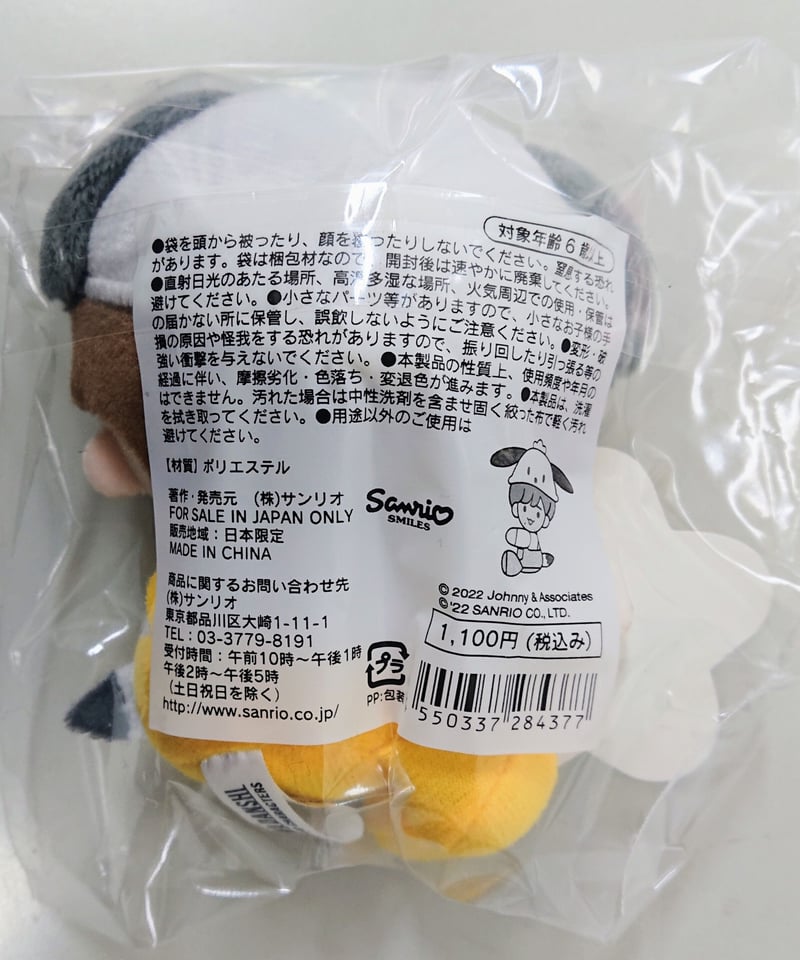 対象年齢6歳以上
●袋を頭から被ったり、顔を覆ったりしないでください。窒息する恐れ
があります。袋は梱包材なので、開封後は速やかに廃棄してください。
●直射日光のあたる場所、高温多湿な場所、火気周辺での使用・保管は
避けてください。●小さなパーツ等がありますので、小さなお子様の手
の届かない所に保管し、誤飲しないようにご注意ください。●変形・破
損の原因や怪我をする恐れがありますので、振り回したり引っ張る等の
強い衝撃を与えないでください。●本製品の性質上、使用頻度や年月の
経過に伴い、摩擦劣化・色落ち・変退色が進みます。●本製品は、洗濯
はできません。汚れた場合は中性洗剤を含ませ固く絞った布で軽く汚れ
を拭き取ってください。●用途以外のご使用は
避けてください。
【材質】ポリエステル
著作・発売元 (株)サンリオ
FOR SALE IN JAPAN ONLY
販売地域:日本限定
MADE IN CHINA
Sanrio
SMILES
商品に関するお問い合わせ先
(株)サンリオ
東京都品川区大崎1-11-1
TEL:03-3779-8191
受付時間:午前10時〜午後1時
午後2時〜午後5時
(土日祝日を除く)
http://www.sanrio.co.jp/
プラ
PP:包装
© 2022 Johnny & Associates
© '22 SANRIO CO., LTD.
1,100円(税込み)
550337 284377
CHARACTERS